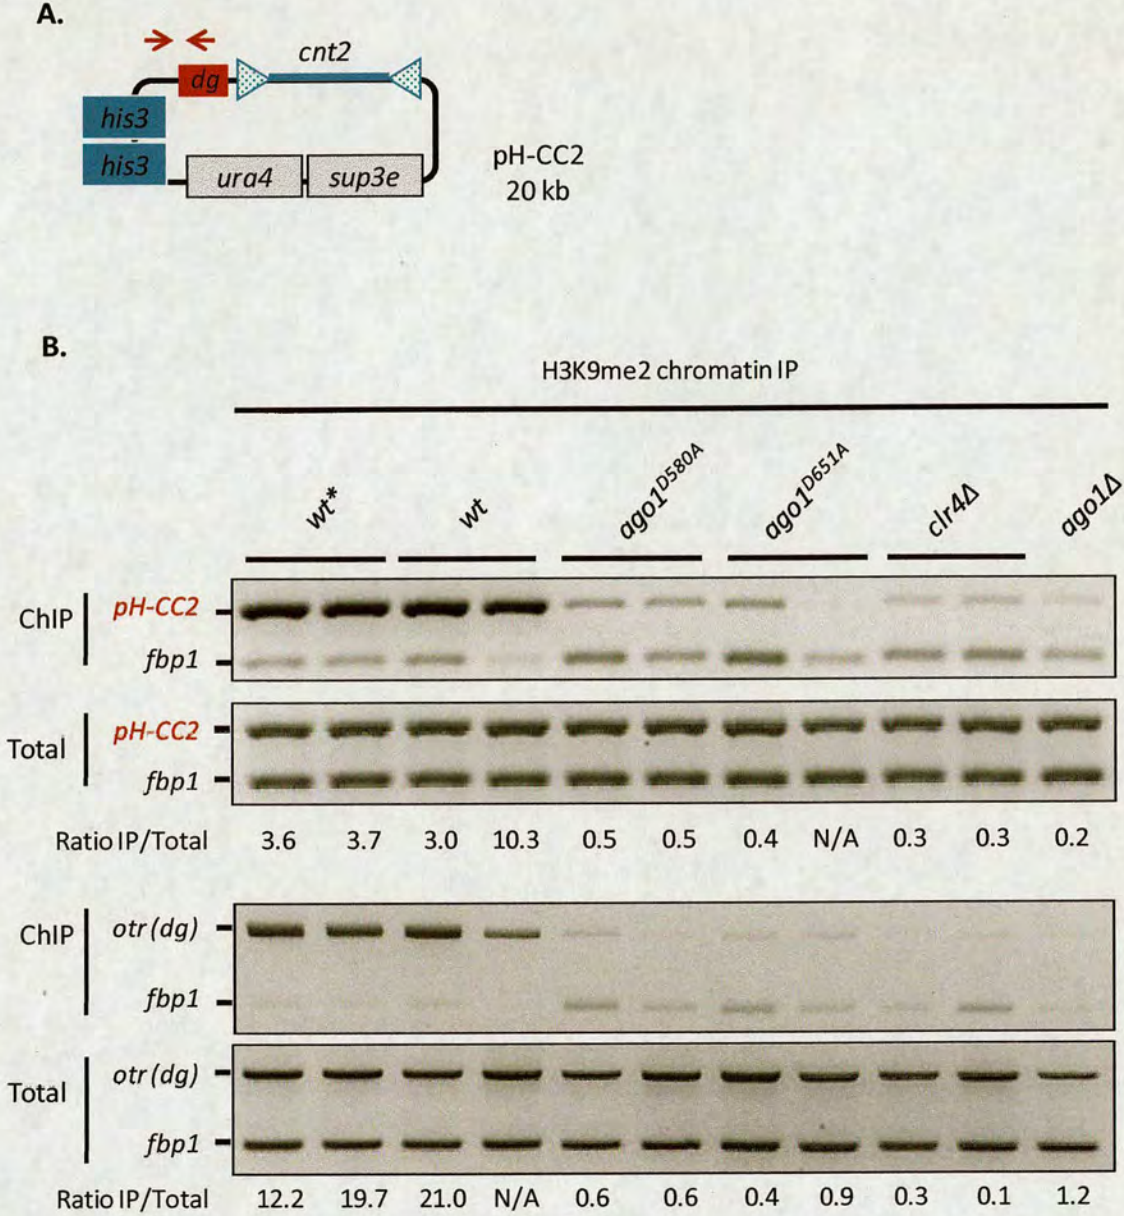 A.
cnt2
dg
his3
his3
ura4
sup3e
pH-CC2
20 kb
B.
H3K9me2 chromatin IP
wt*
wt
ago1D580A
ago1D651A
clr4Δ
ago1Δ
ChIP
pH-CC2
fbp1
Total
pH-CC2
fbp1
Ratio IP/Total 3.6 3.7 3.0 10.3 0.5 0.5 0.4 N/A 0.3 0.3 0.2
ChIP
otr (dg)
fbp1
Total
otr (dg)
fbp1
Ratio IP/Total 12.2 19.7 21.0 N/A 0.6 0.6 0.4 0.9 0.3 0.1 1.2